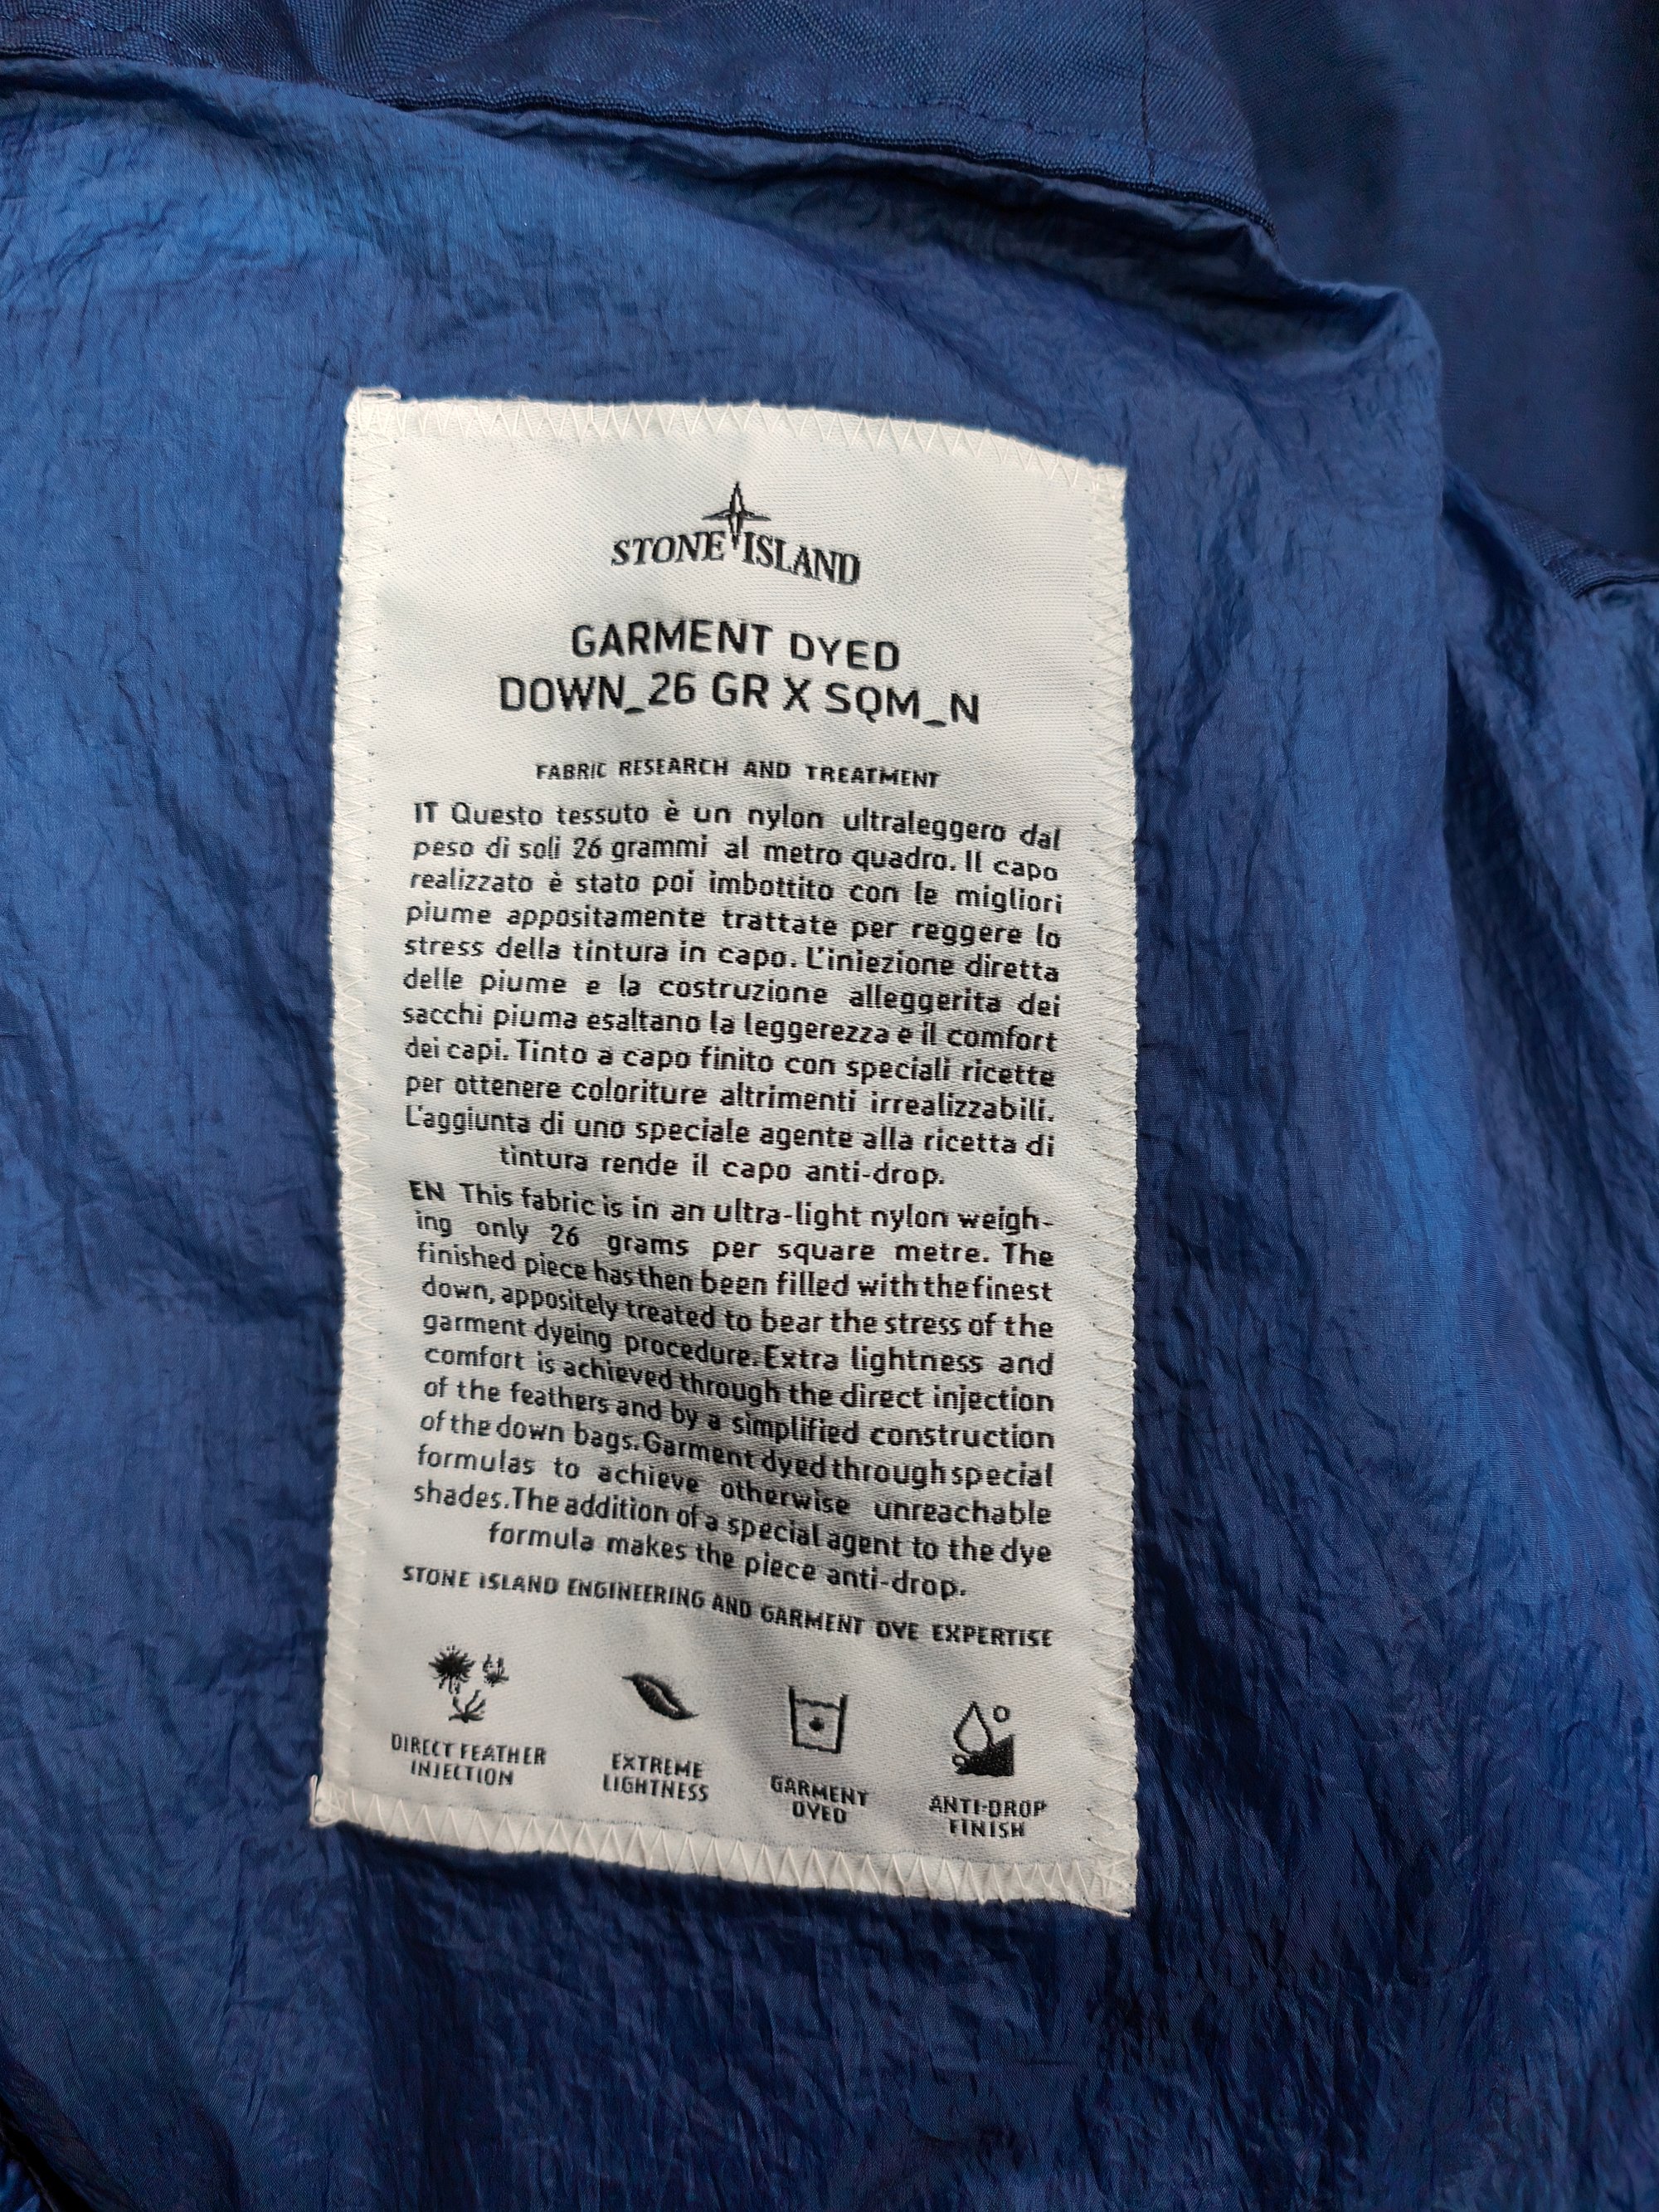 STONE ISLAND
GARMENT DYED
DOWN_26 GR X SQM_N
FABRIC RESEARCH AND TREATMENT
IT Questo tessuto è un nylon ultraleggero dal
peso di soli 26 grammi al metro quadro. Il capo
realizzato è stato poi imbottito con le migliori
piume appositamente trattate per reggere lo
stress della tintura in capo. L'iniezione diretta
delle piume e la costruzione alleggerita dei
sacchi piuma esaltano la leggerezza e il comfort
dei capi. Tinto a capo finito con speciali ricette
per ottenere coloriture altrimenti irrealizzabili.
L'aggiunta di uno speciale agente alla ricetta di
tintura rende il capo anti-drop.
EN This fabric is in an ultra-light nylon weigh-
ing only 26 grams per square metre. The
finished piece has then been filled with the finest
down, appositely treated to bear the stress of the
garment dyeing procedure. Extra lightness and
comfort is achieved through the direct injection
of the feathers and by a simplified construction
of the down bags. Garment dyed through special
formulas to achieve otherwise unreachable
shades. The addition of a special agent to the dye
formula makes the piece anti-drop.
STONE ISLAND ENGINEERING AND GARMENT DYE EXPERTISE
DIRECT FEATHER
INJECTION
EXTREME
LIGHTNESS
GARMENT
DYED
ANTI-DROP
FINISH